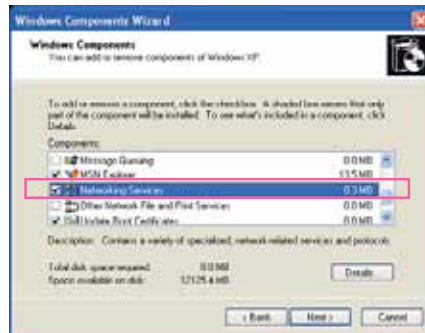 Windows Components Wizard
Windows Components
You can add or remove components of Windows XP.
To add or remove a component, click the checkbox. A shaded box means that only
part of the component will be installed. To see what's included in a component, click
Details.
Components:
Message Queuing 0.0 MB
MSN Explorer 13.5 MB
Networking Services 0.3 MB
Other Network File and Print Services 0.0 MB
Update Root Certificates 0.0 MB
Description: Contains a variety of specialized, network-related services and protocols.
Total disk space required: 0.0 MB
Space available on disk: 12125.4 MB
Details...
< Back
Next >
Cancel